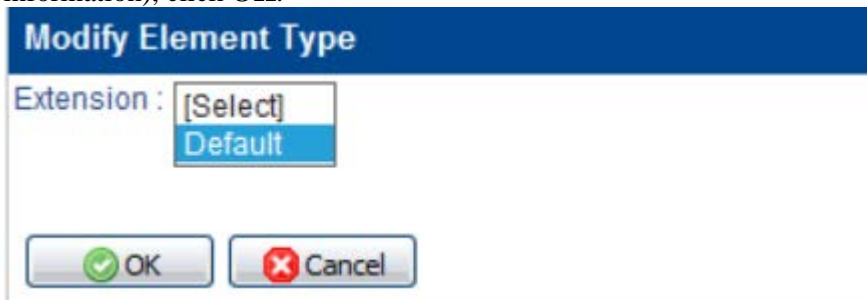 Modify Element Type
Extension : [Select]
Default
OK Cancel